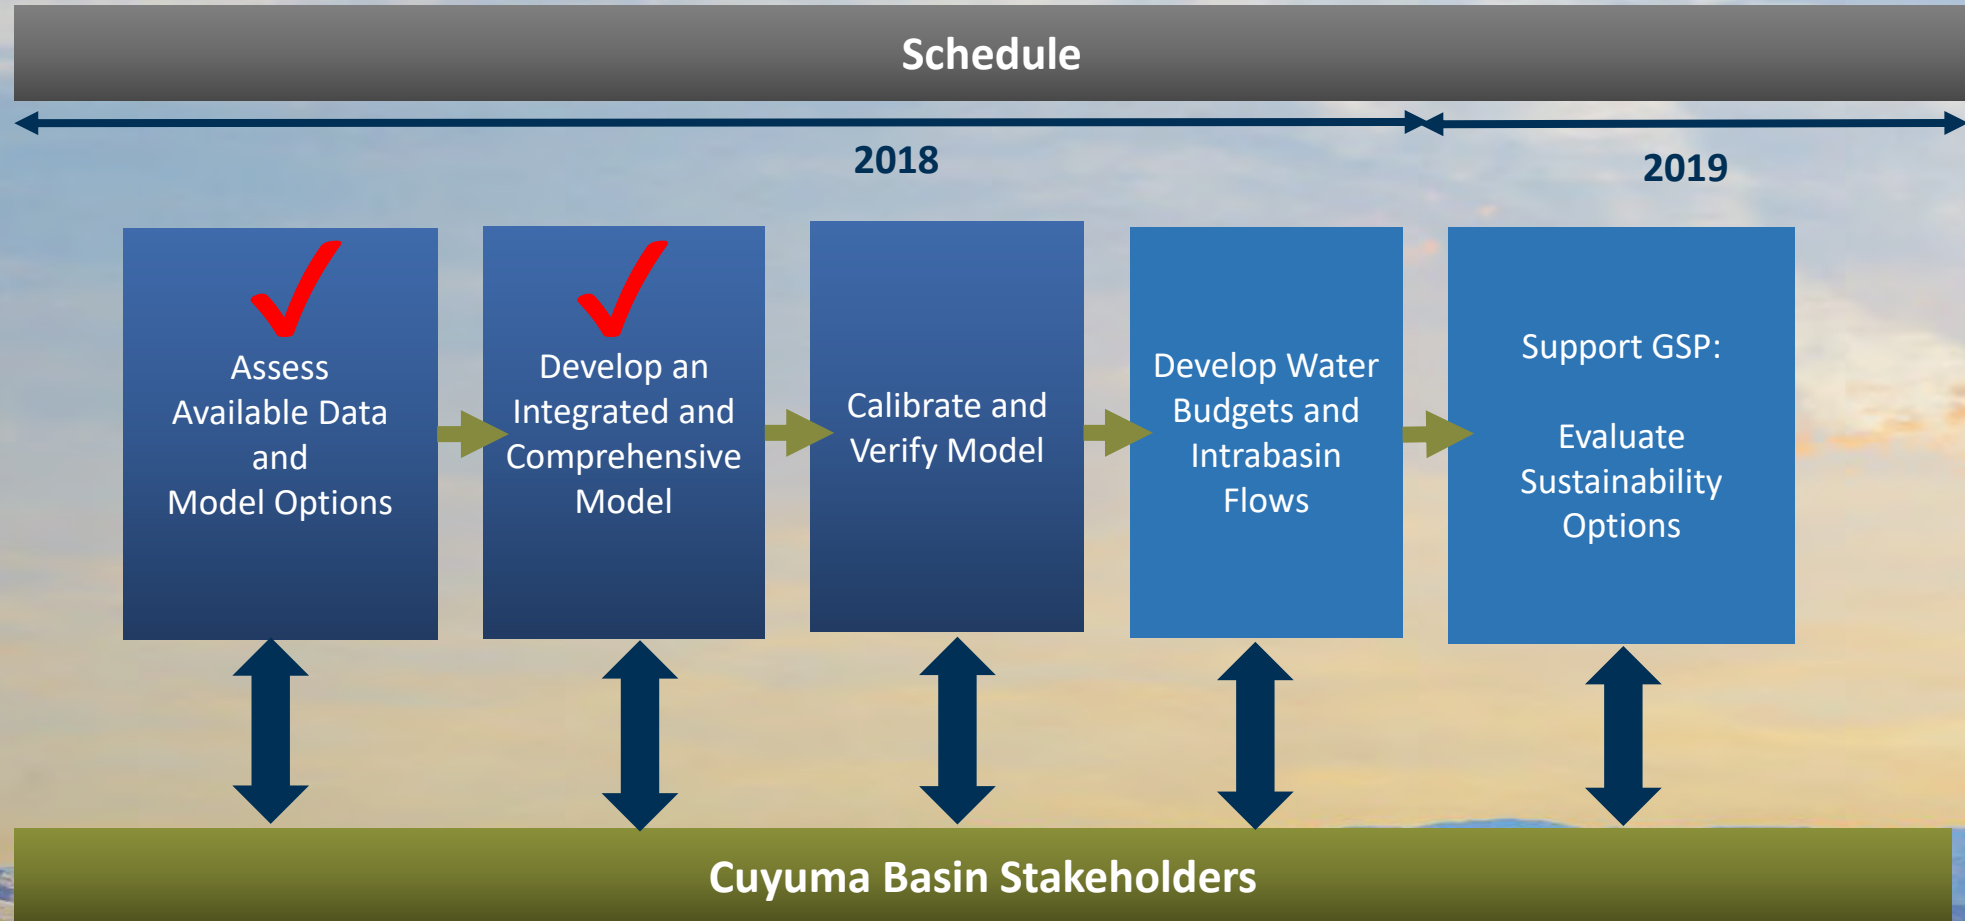 Schedule
2018
2019
Assess
Available Data
and
Model Options
Develop an
Integrated and
Comprehensive
Model
Calibrate and
Verify Model
Develop Water
Budgets and
Intrabasin
Flows
Support GSP:
Evaluate
Sustainability
Options
Cuyuma Basin Stakeholders